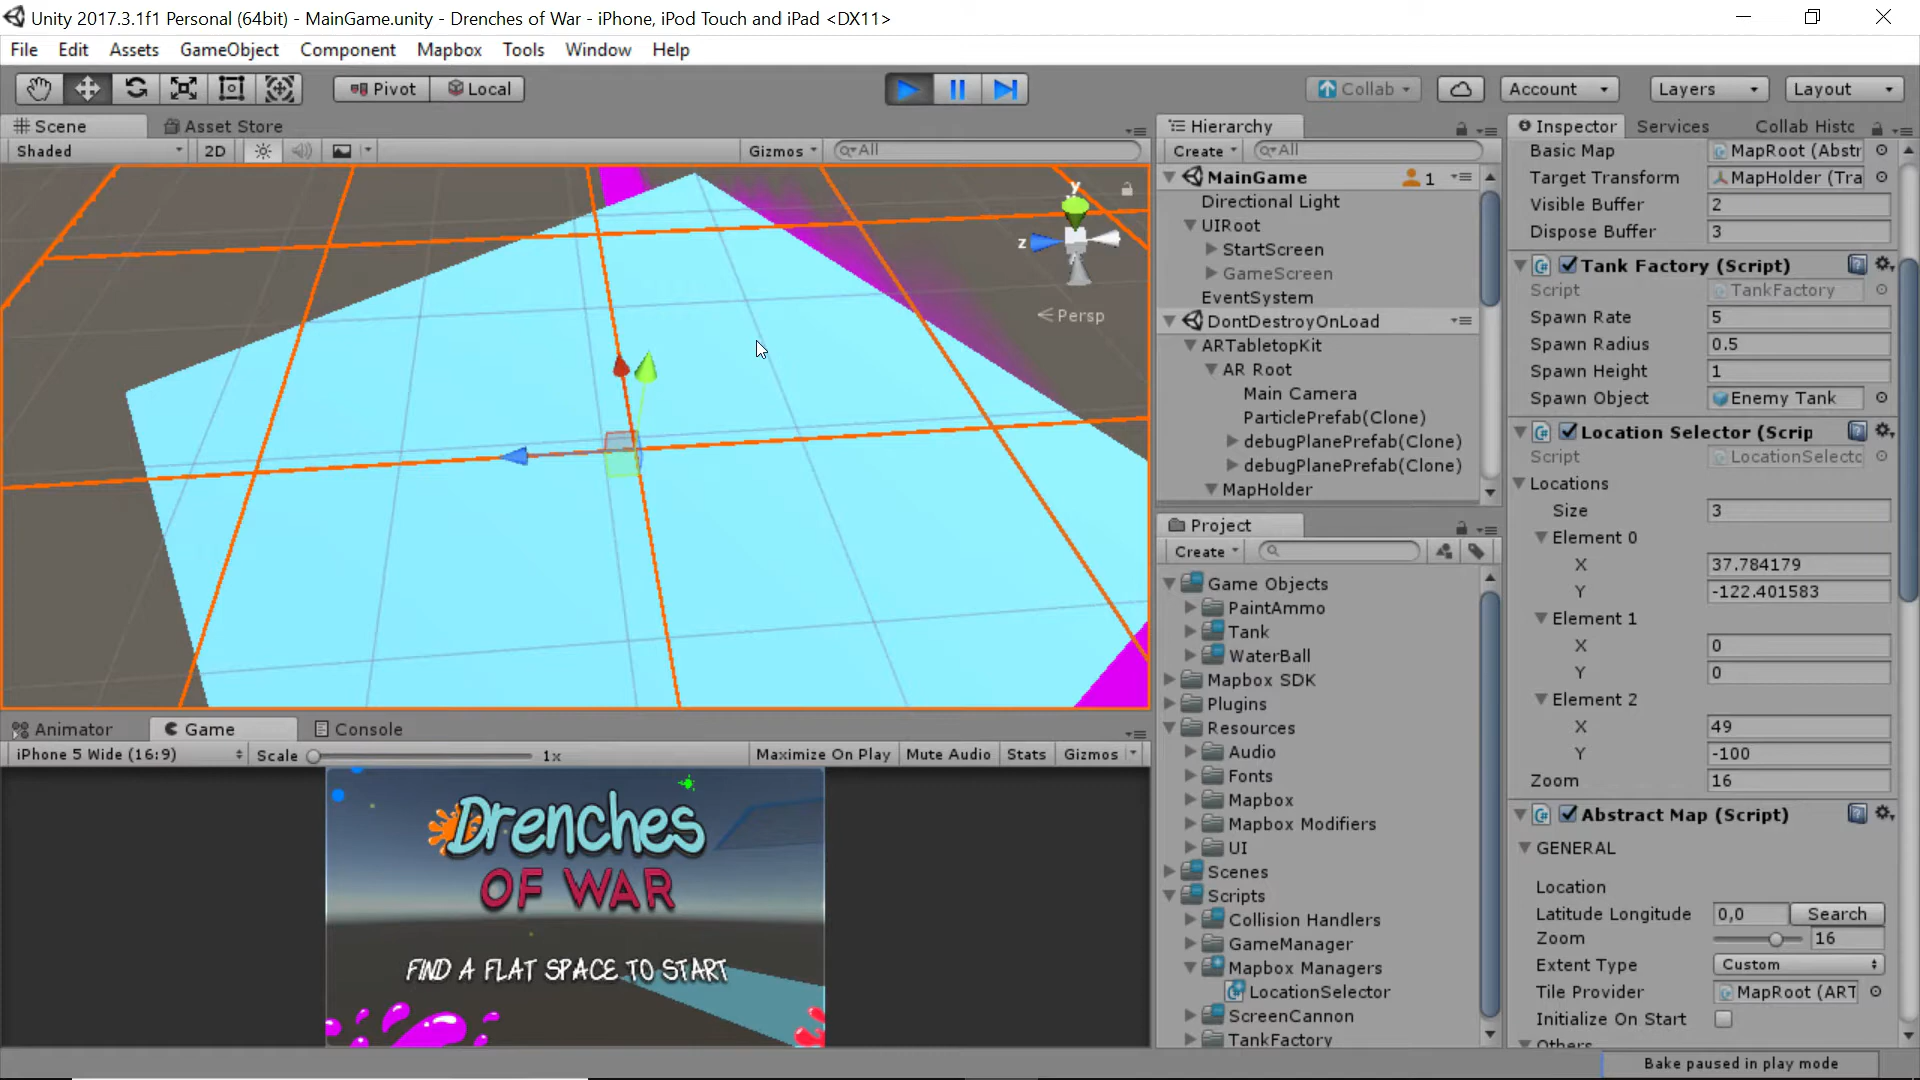 Unity 2017.3.1f1 Personal (64bit) - MainGame.unity - Drenches of War - iPhone, iPod Touch and iPad <DX11>
File Edit Assets GameObject Component Mapbox Tools Window Help
Pivot Local Collab Account Layers Layout
Scene Asset Store
Shaded 2D Gizmos All
y
z
Persp
Hierarchy
Create All
MainGame 1
Directional Light
UIRoot
StartScreen
GameScreen
EventSystem
DontDestroyOnLoad
ARTabletopKit
AR Root
Main Camera
ParticlePrefab(Clone)
debugPlanePrefab(Clone)
debugPlanePrefab(Clone)
MapHolder
Project
Create
Game Objects
PaintAmmo
Tank
WaterBall
Mapbox SDK
Plugins
Resources
Audio
Fonts
Mapbox
Mapbox Modifiers
UI
Scenes
Scripts
Collision Handlers
GameManager
Mapbox Managers
LocationSelector
ScreenCannon
TankFactory
Inspector Services Collab Histc
Basic Map MapRoot (Abstr
Target Transform MapHolder (Tra
Visible Buffer 2
Dispose Buffer 3
Tank Factory (Script)
Script TankFactory
Spawn Rate 5
Spawn Radius 0.5
Spawn Height 1
Spawn Object Enemy Tank
Location Selector (Scrip
Script LocationSelectc
Locations
Size 3
Element 0
X 37.784179
Y -122.401583
Element 1
X 0
Y 0
Element 2
X 49
Y -100
Zoom 16
Abstract Map (Script)
GENERAL
Location
Latitude Longitude 0,0 Search
Zoom 16
Extent Type Custom
Tile Provider MapRoot (ART
Initialize On Start
Others
Animator Game Console
iPhone 5 Wide (16:9) Scale 1x Maximize On Play Mute Audio Stats Gizmos
Drenches
OF WAR
FIND A FLAT SPACE TO START
Bake paused in play mode